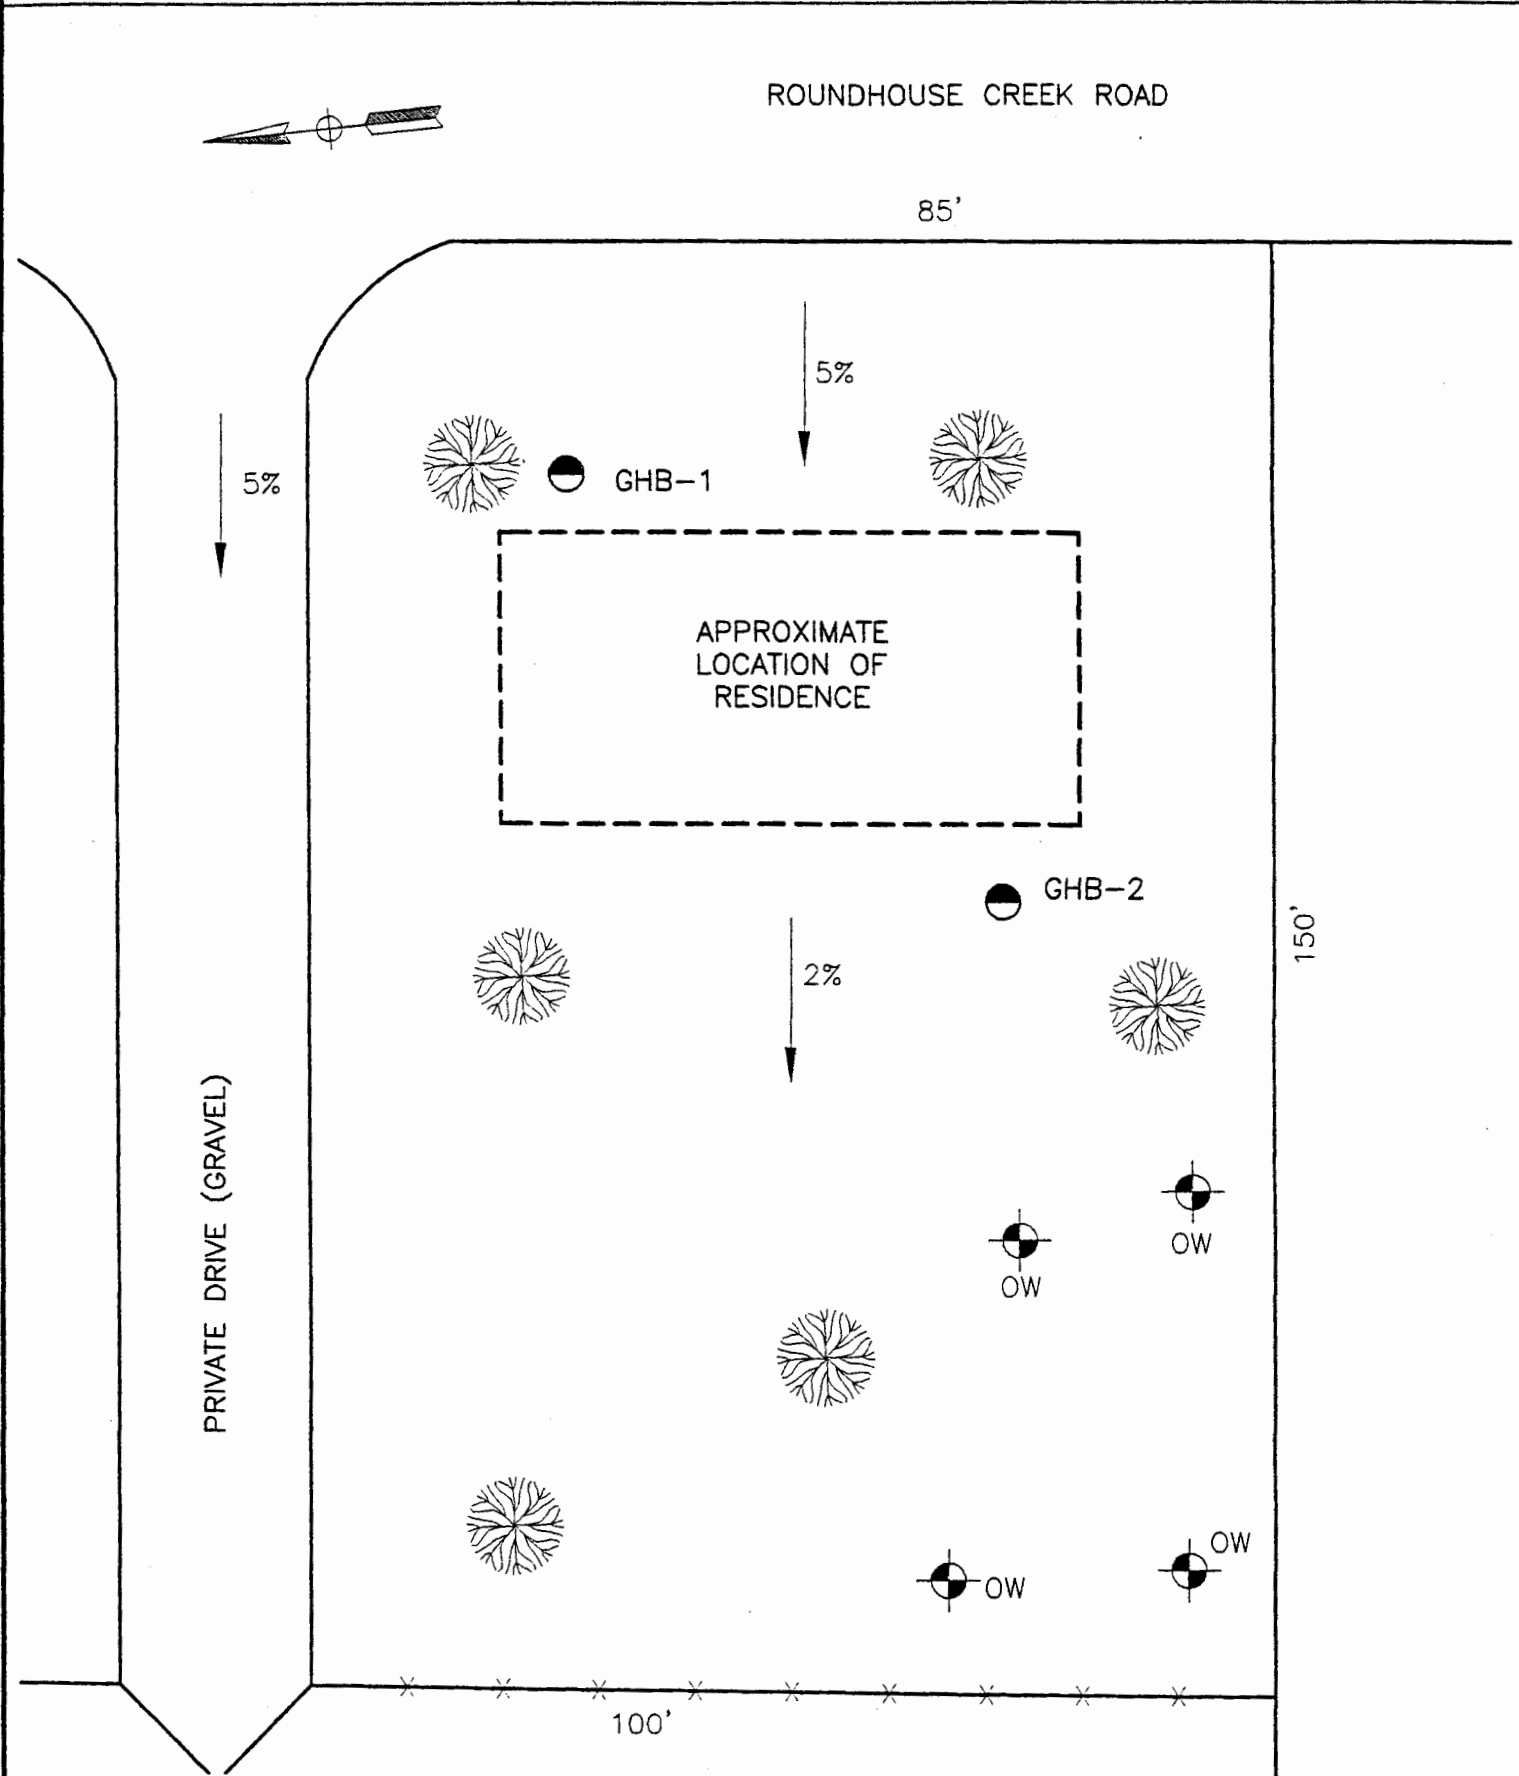 ROUNDHOUSE CREEK ROAD
85'
5%
5%
GHB-1
APPROXIMATE
LOCATION OF
RESIDENCE
GHB-2
150'
2%
PRIVATE DRIVE (GRAVEL)
OW
OW
OW
OW
100'